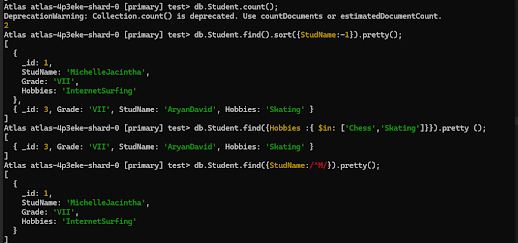 Atlas atlas-4p3eke-shard-0 [primary] test> db.Student.count();
DeprecationWarning: Collection.count() is deprecated. Use countDocuments or estimatedDocumentCount.
2
Atlas atlas-4p3eke-shard-0 [primary] test> db.Student.find().sort({StudName:-1}).pretty();
[
  {
    _id: 1,
    StudName: 'MichelleJacintha',
    Grade: 'VII',
    Hobbies: 'InternetSurfing'
  },
  { _id: 3, Grade: 'VII', StudName: 'AryanDavid', Hobbies: 'Skating' }
]
Atlas atlas-4p3eke-shard-0 [primary] test> db.Student.find({Hobbies :{ $in: ['Chess','Skating']}}).pretty ();
[
  { _id: 3, Grade: 'VII', StudName: 'AryanDavid', Hobbies: 'Skating' }
]
Atlas atlas-4p3eke-shard-0 [primary] test> db.Student.find({StudName:/^M/}).pretty();
[
  {
    _id: 1,
    StudName: 'MichelleJacintha',
    Grade: 'VII',
    Hobbies: 'InternetSurfing'
  }
]